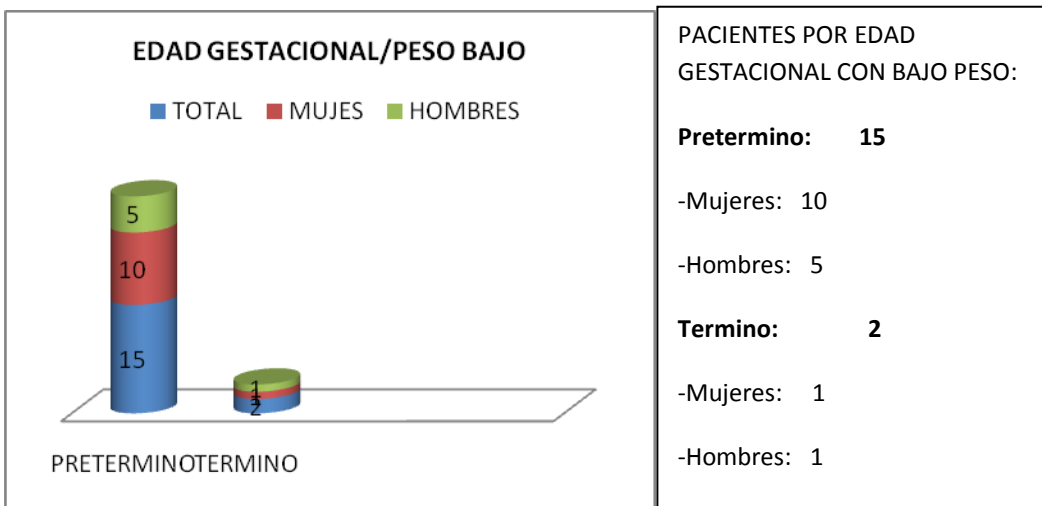 EDAD GESTACIONAL/PESO BAJO
TOTAL MUJES HOMBRES
5
10
15
1
1
2
PRETERMINOTERMINO
PACIENTES POR EDAD
GESTACIONAL CON BAJO PESO:
Pretermino: 15
-Mujeres: 10
-Hombres: 5
Termino: 2
-Mujeres: 1
-Hombres: 1